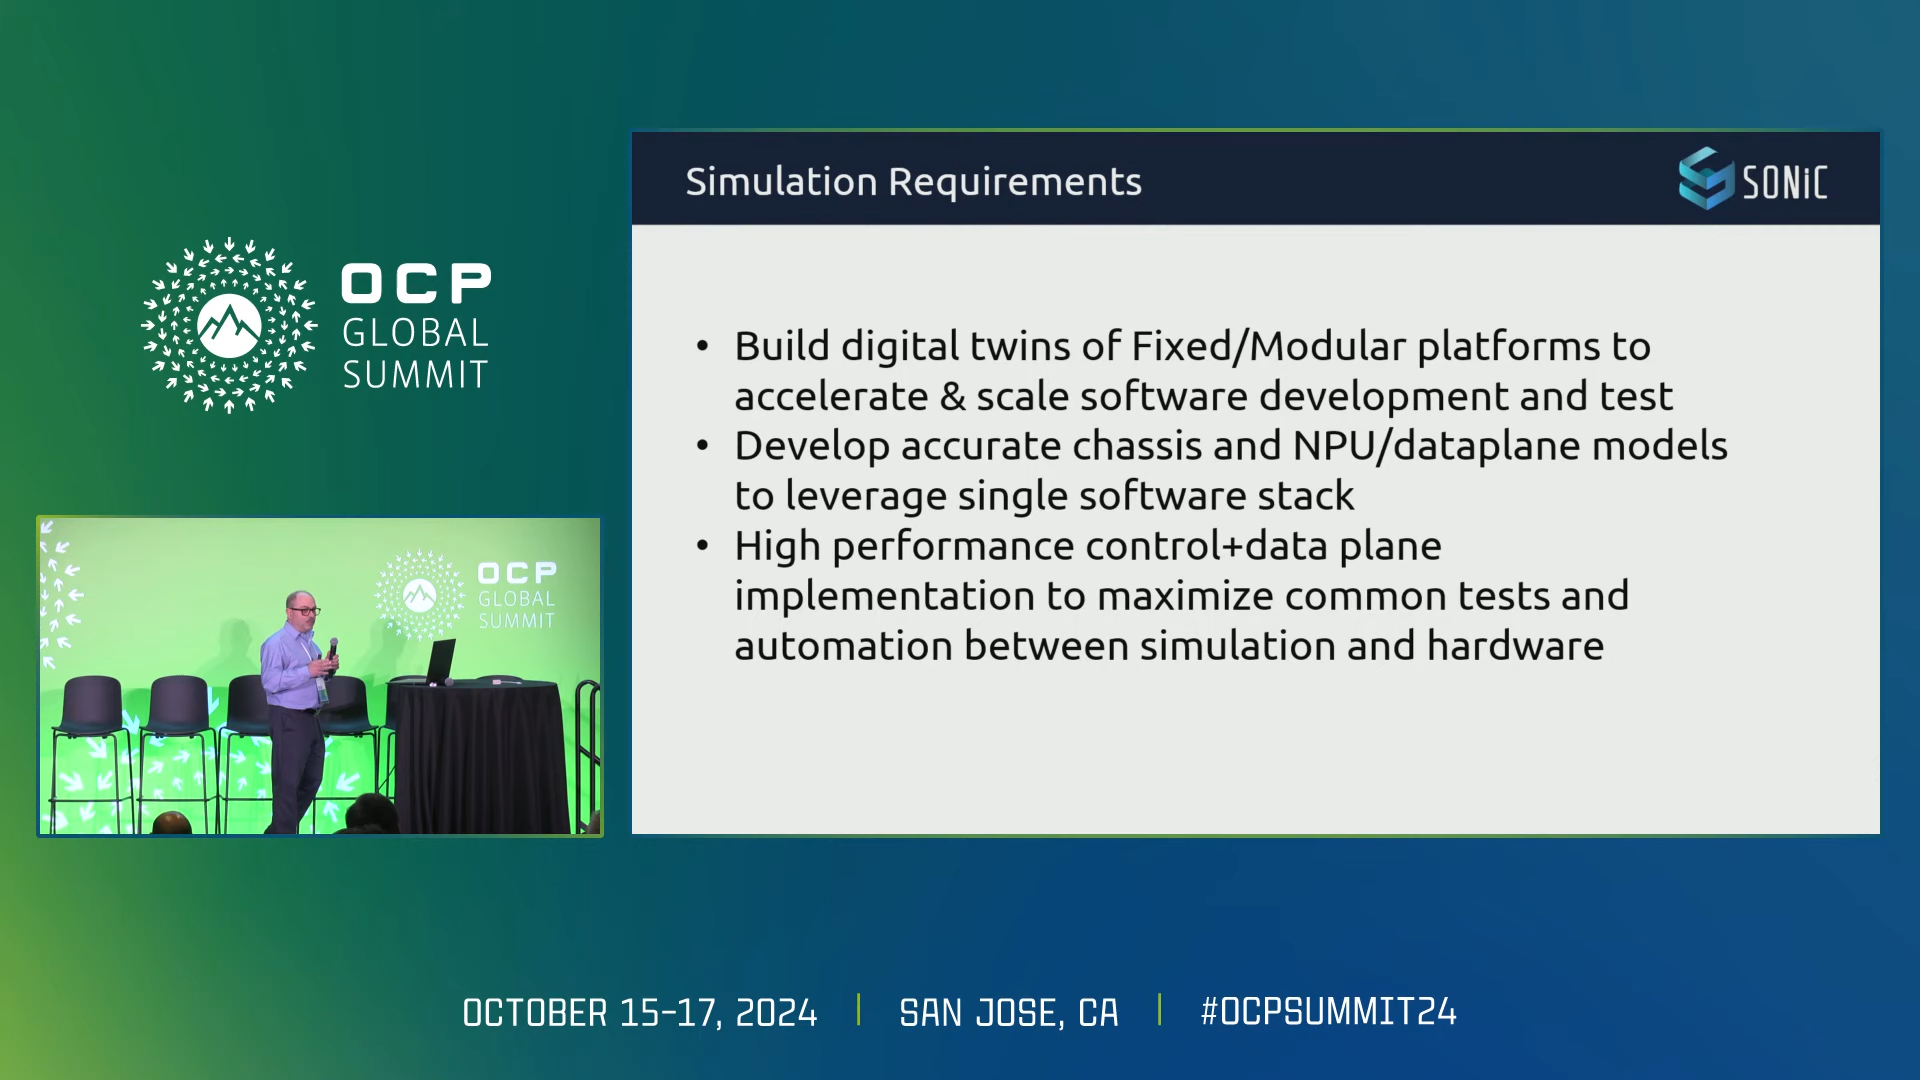 OCP
GLOBAL
SUMMIT
Simulation Requirements
SONiC
• Build digital twins of Fixed/Modular platforms to
accelerate & scale software development and test
• Develop accurate chassis and NPU/dataplane models
to leverage single software stack
• High performance control+data plane
implementation to maximize common tests and
automation between simulation and hardware
OCP
GLOBAL
SUMMIT
OCTOBER 15-17, 2024 | SAN JOSE, CA | #OCPSUMMIT24